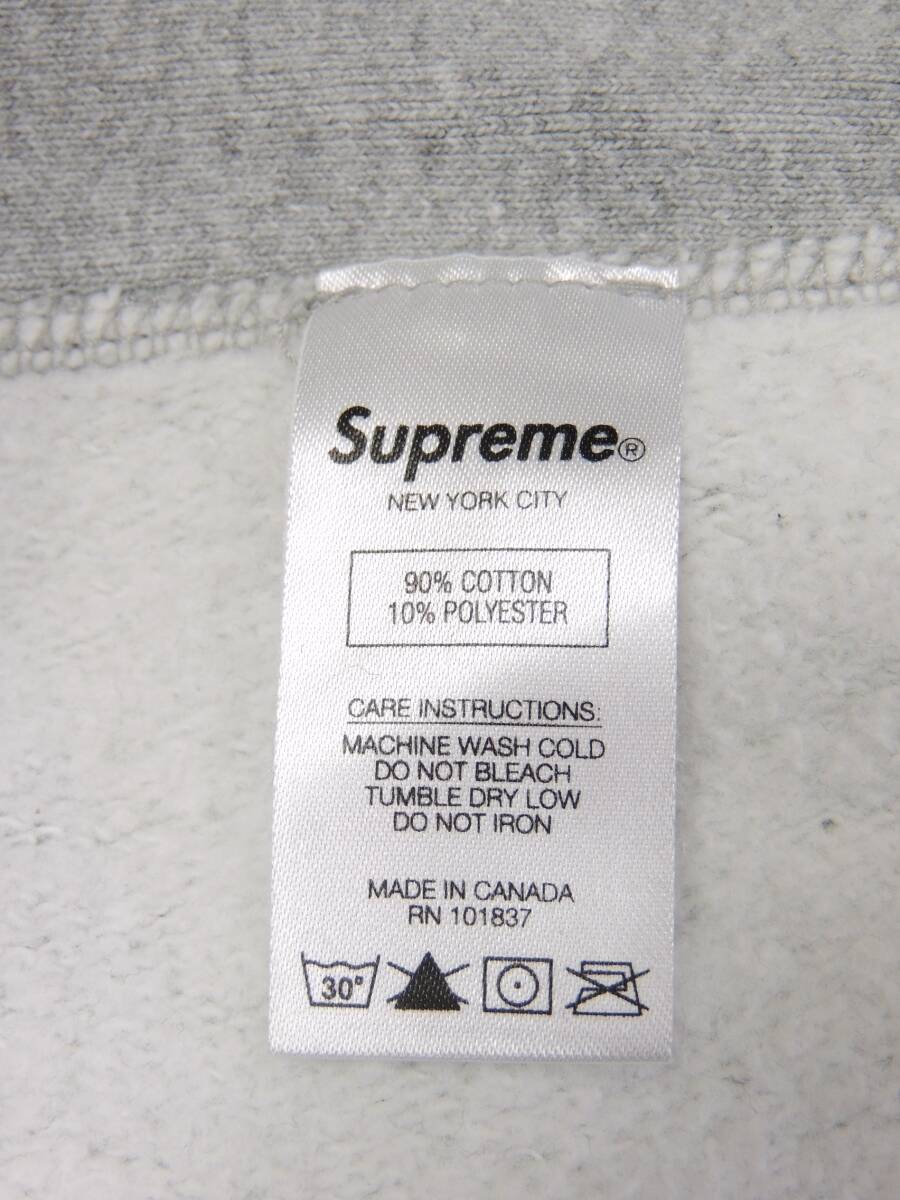 Supreme®
NEW YORK CITY
90% COTTON
10% POLYESTER
CARE INSTRUCTIONS:
MACHINE WASH COLD
DO NOT BLEACH
TUMBLE DRY LOW
DO NOT IRON
MADE IN CANADA
RN 101837
30°